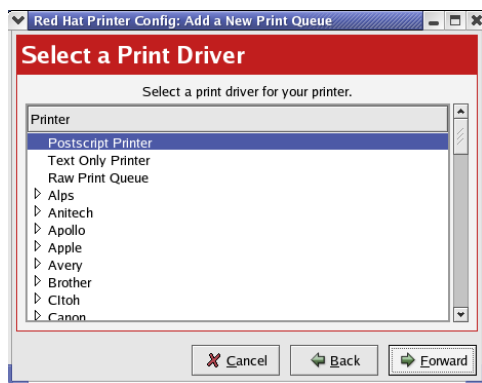 Red Hat Printer Config: Add a New Print Queue
Select a Print Driver
Select a print driver for your printer.
Printer
Postscript Printer
Text Only Printer
Raw Print Queue
Alps
Anitech
Apollo
Apple
Avery
Brother
CItoh
Canon
Cancel
Back
Forward